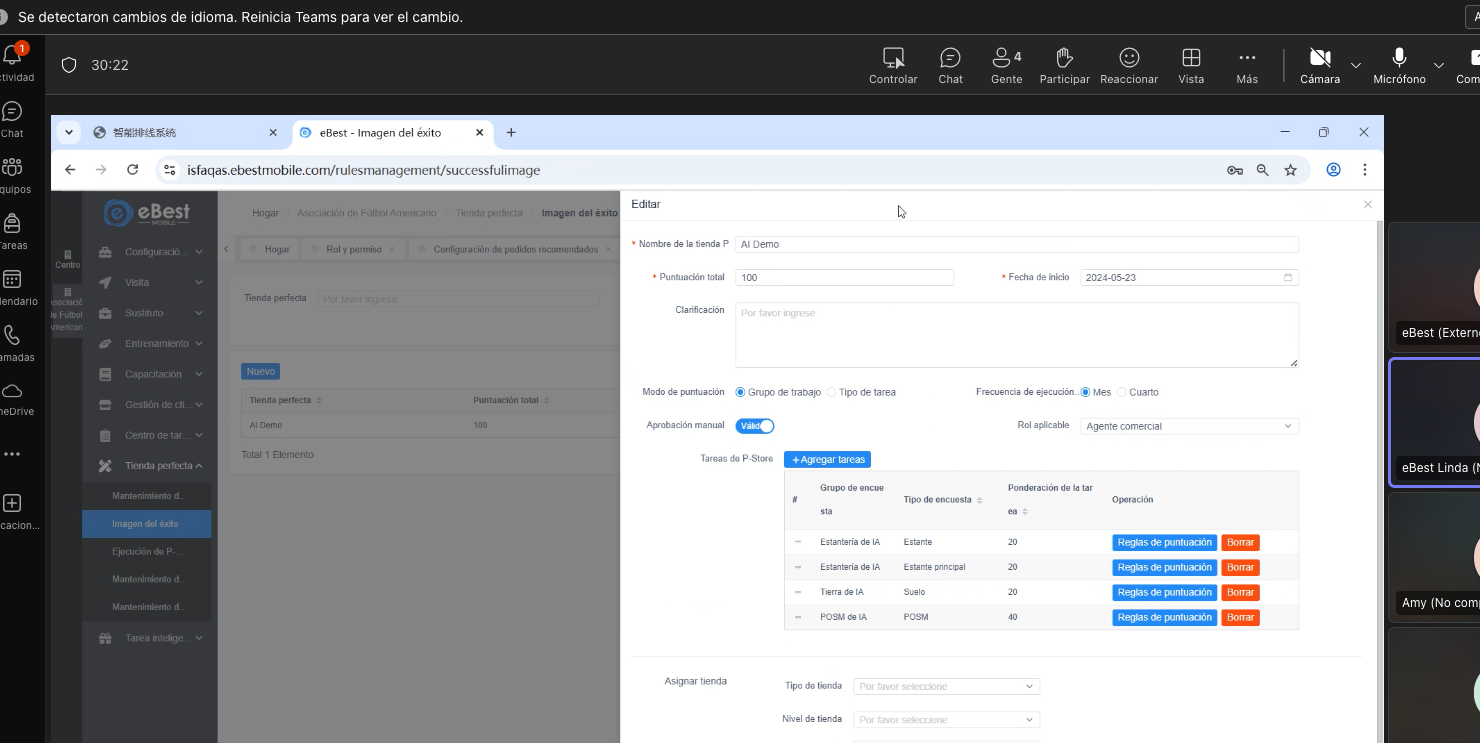 Se detectaron cambios de idioma. Reinicia Teams para ver el cambio.
1
30:22
Controlar
Chat
4
Gente
Participar
Reaccionar
Vista
Más
Cámara
Micrófono
Com
ctividad
Chat
quipos
areas
lendario
amadas
neDrive
cacion...
智能排线系统
eBest - Imagen del éxito
isfaqas.ebestmobile.com/rulesmanagement/successfulimage
eBest
MOBILE
Centro
Configuració...
Visita
Sustituto
Entrenamiento
Capacitación
Gestión de cli...
Centro de tar...
Tienda perfecta
Mantenimiento d...
Imagen del éxito
Ejecución de P-...
Mantenimiento d...
Mantenimiento d...
Tarea intelige...
Hogar / Asociación de Fútbol Americano / Tienda perfecta / Imagen del éxito
Hogar
Rol y permiso
Configuración de pedidos recomendados
Tienda perfecta
Por favor ingrese
Nuevo
Tienda perfecta
Puntuación total
AI Demo
100
Total 1 Elemento
Editar
* Nombre de la tienda P
AI Demo
* Puntuación total
100
* Fecha de inicio
2024-05-23
Clarificación
Por favor ingrese
Modo de puntuación
Grupo de trabajo
Tipo de tarea
Frecuencia de ejecución..
Mes
Cuarto
Aprobación manual
Válid
Rol aplicable
Agente comercial
Tareas de P-Store
+ Agregar tareas
# Grupo de encue
sta
Tipo de encuesta
Ponderación de la tar
ea
Operación
Estantería de IA Estante 20 Reglas de puntuación Borrar
Estantería de IA Estante principal 20 Reglas de puntuación Borrar
Tierra de IA Suelo 20 Reglas de puntuación Borrar
POSM de IA POSM 40 Reglas de puntuación Borrar
Asignar tienda
Tipo de tienda
Por favor seleccione
Nivel de tienda
Por favor seleccione
eBest (Extern
eBest Linda (N
Amy (No comp